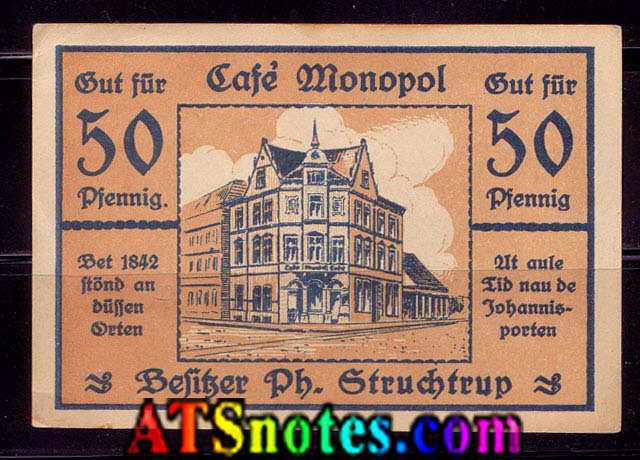 Gut für
50
Pfennig.
Café Monopol
Gut für
50
Pfennig
Bet 1842
stönd an
düssen
Orten
At aule
Tid nau de
Johannis-
porten
Besitzer Ph. Struchtrup
ATSnotes.com